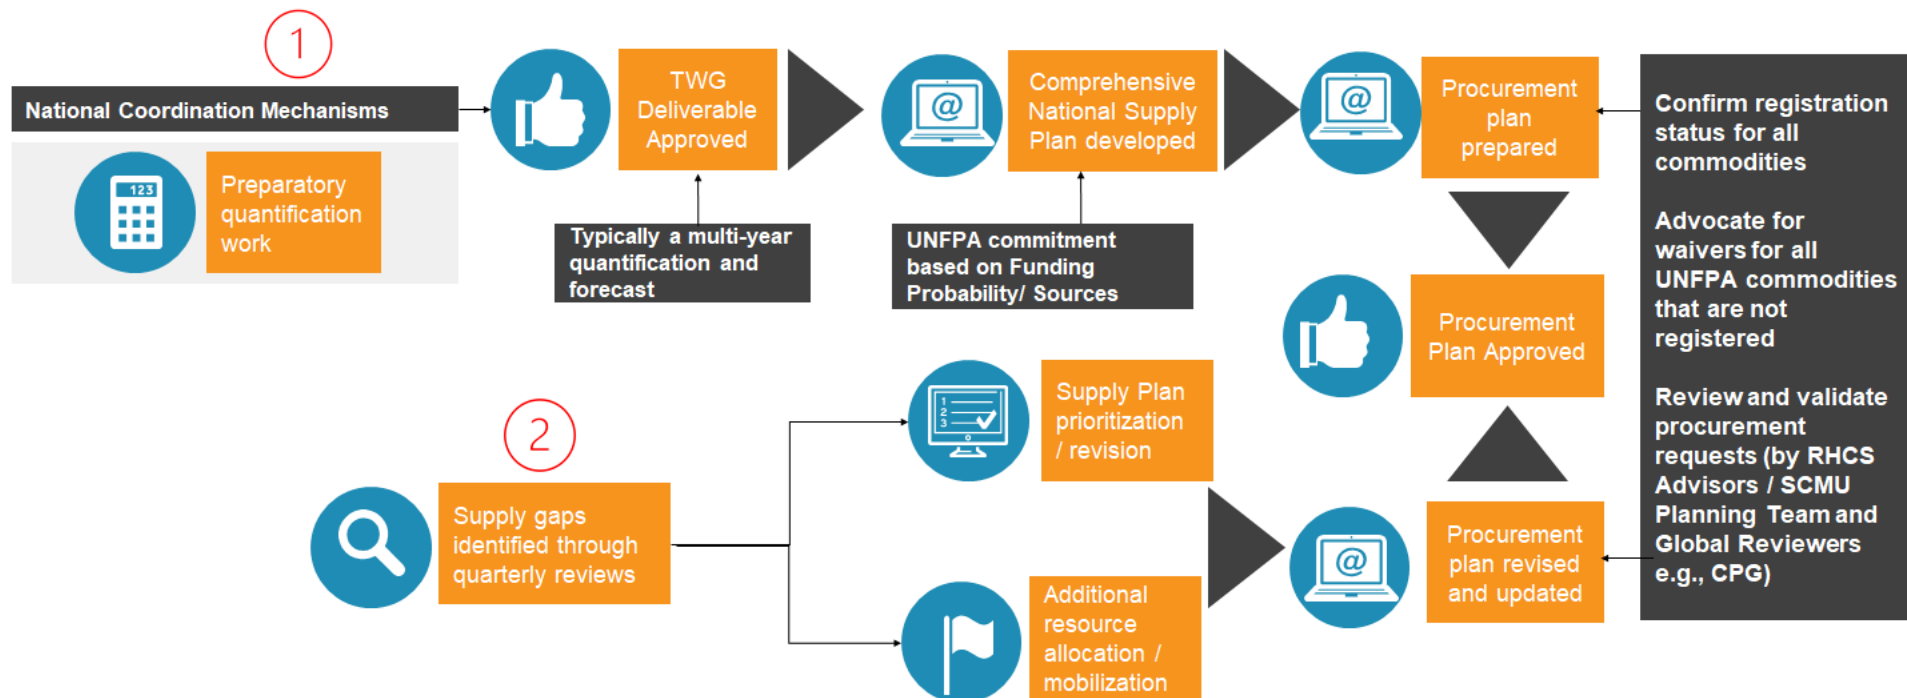 1
National Coordination Mechanisms
123
Preparatory
quantification
work
TWG
Deliverable
Approved
Typically a multi-year
quantification and
forecast
@
Comprehensive
National Supply
Plan developed
UNFPA commitment
based on Funding
Probability/ Sources
@
Procurement
plan
prepared
Procurement
Plan Approved
2
Supply gaps
identified through
quarterly reviews
1
2
3
Supply Plan
prioritization
/ revision
Additional
resource
allocation /
mobilization
@
Procurement
plan revised
and updated
Confirm registration
status for all
commodities
Advocate for
waivers for all
UNFPA commodities
that are not
registered
Review and validate
procurement
requests (by RHCS
Advisors / SCMU
Planning Team and
Global Reviewers
e.g., CPG)